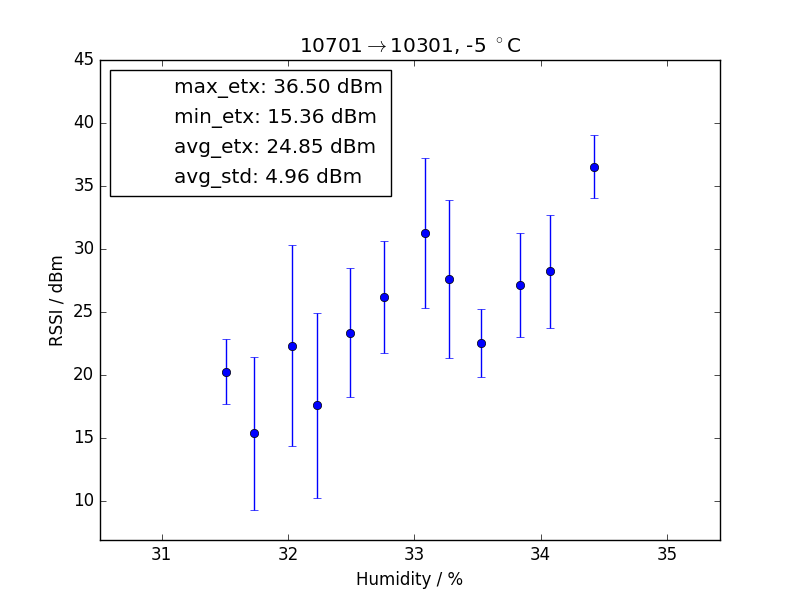 10701→10301, -5 °C
max_etx: 36.50 dBm
min_etx: 15.36 dBm
avg_etx: 24.85 dBm
avg_std: 4.96 dBm
RSSI / dBm
45
40
35
30
25
20
15
10
31 32 33 34 35
Humidity / %